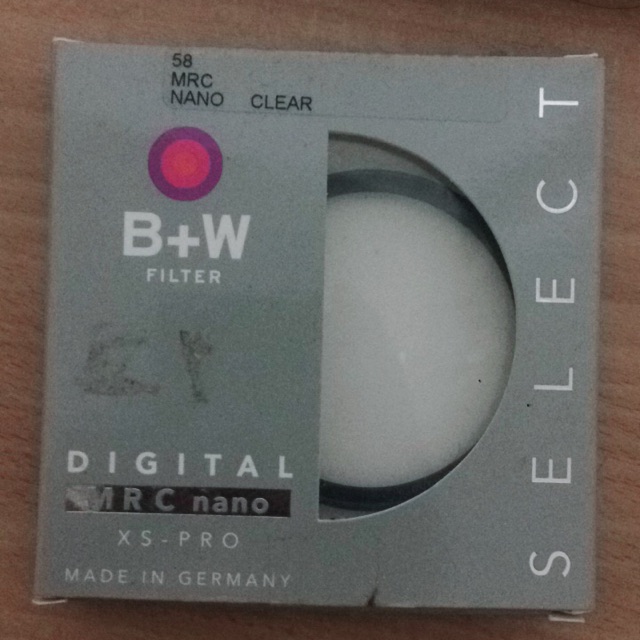 58
MRC
NANO CLEAR
B+W
FILTER
DIGITAL
MRC nano
XS-PRO
MADE IN GERMANY
SELECT